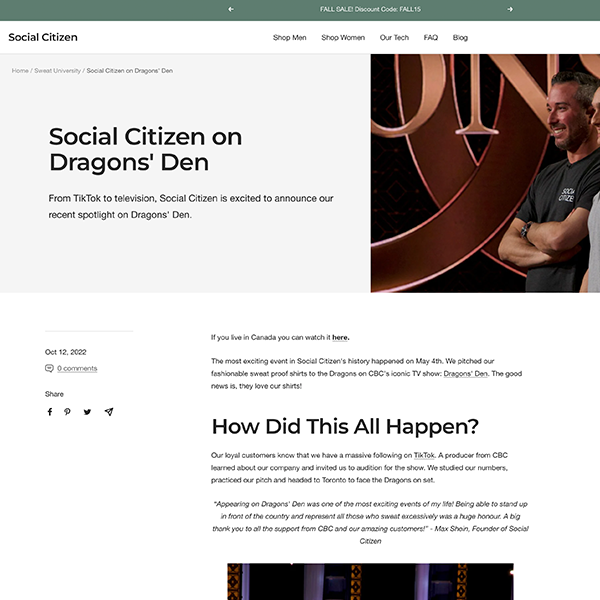 FALL SALE! Discount Code: FALL15
Social Citizen
Shop Men Shop Women Our Tech FAQ Blog
Home / Sweat University / Social Citizen on Dragons' Den
ONS
SOCIAL
CITIZEN
Social Citizen on
Dragons' Den
From TikTok to television, Social Citizen is excited to announce our
recent spotlight on Dragons' Den.
Oct 12, 2022
0 comments
Share
If you live in Canada you can watch it here.
The most exciting event in Social Citizen's history happened on May 4th. We pitched our
fashionable sweat proof shirts to the Dragons on CBC's iconic TV show: Dragons' Den. The good
news is, they love our shirts!
How Did This All Happen?
Our loyal customers know that we have a massive following on TikTok. A producer from CBC
learned about our company and invited us to audition for the show. We studied our numbers,
practiced our pitch and headed to Toronto to face the Dragons on set.
“Appearing on Dragons' Den was one of the most exciting events of my life! Being able to stand up
in front of the country and represent all those who sweat excessively was a huge honour. A big
thank you to all the support from CBC and our amazing customers!” - Max Shein, Founder of Social
Citizen